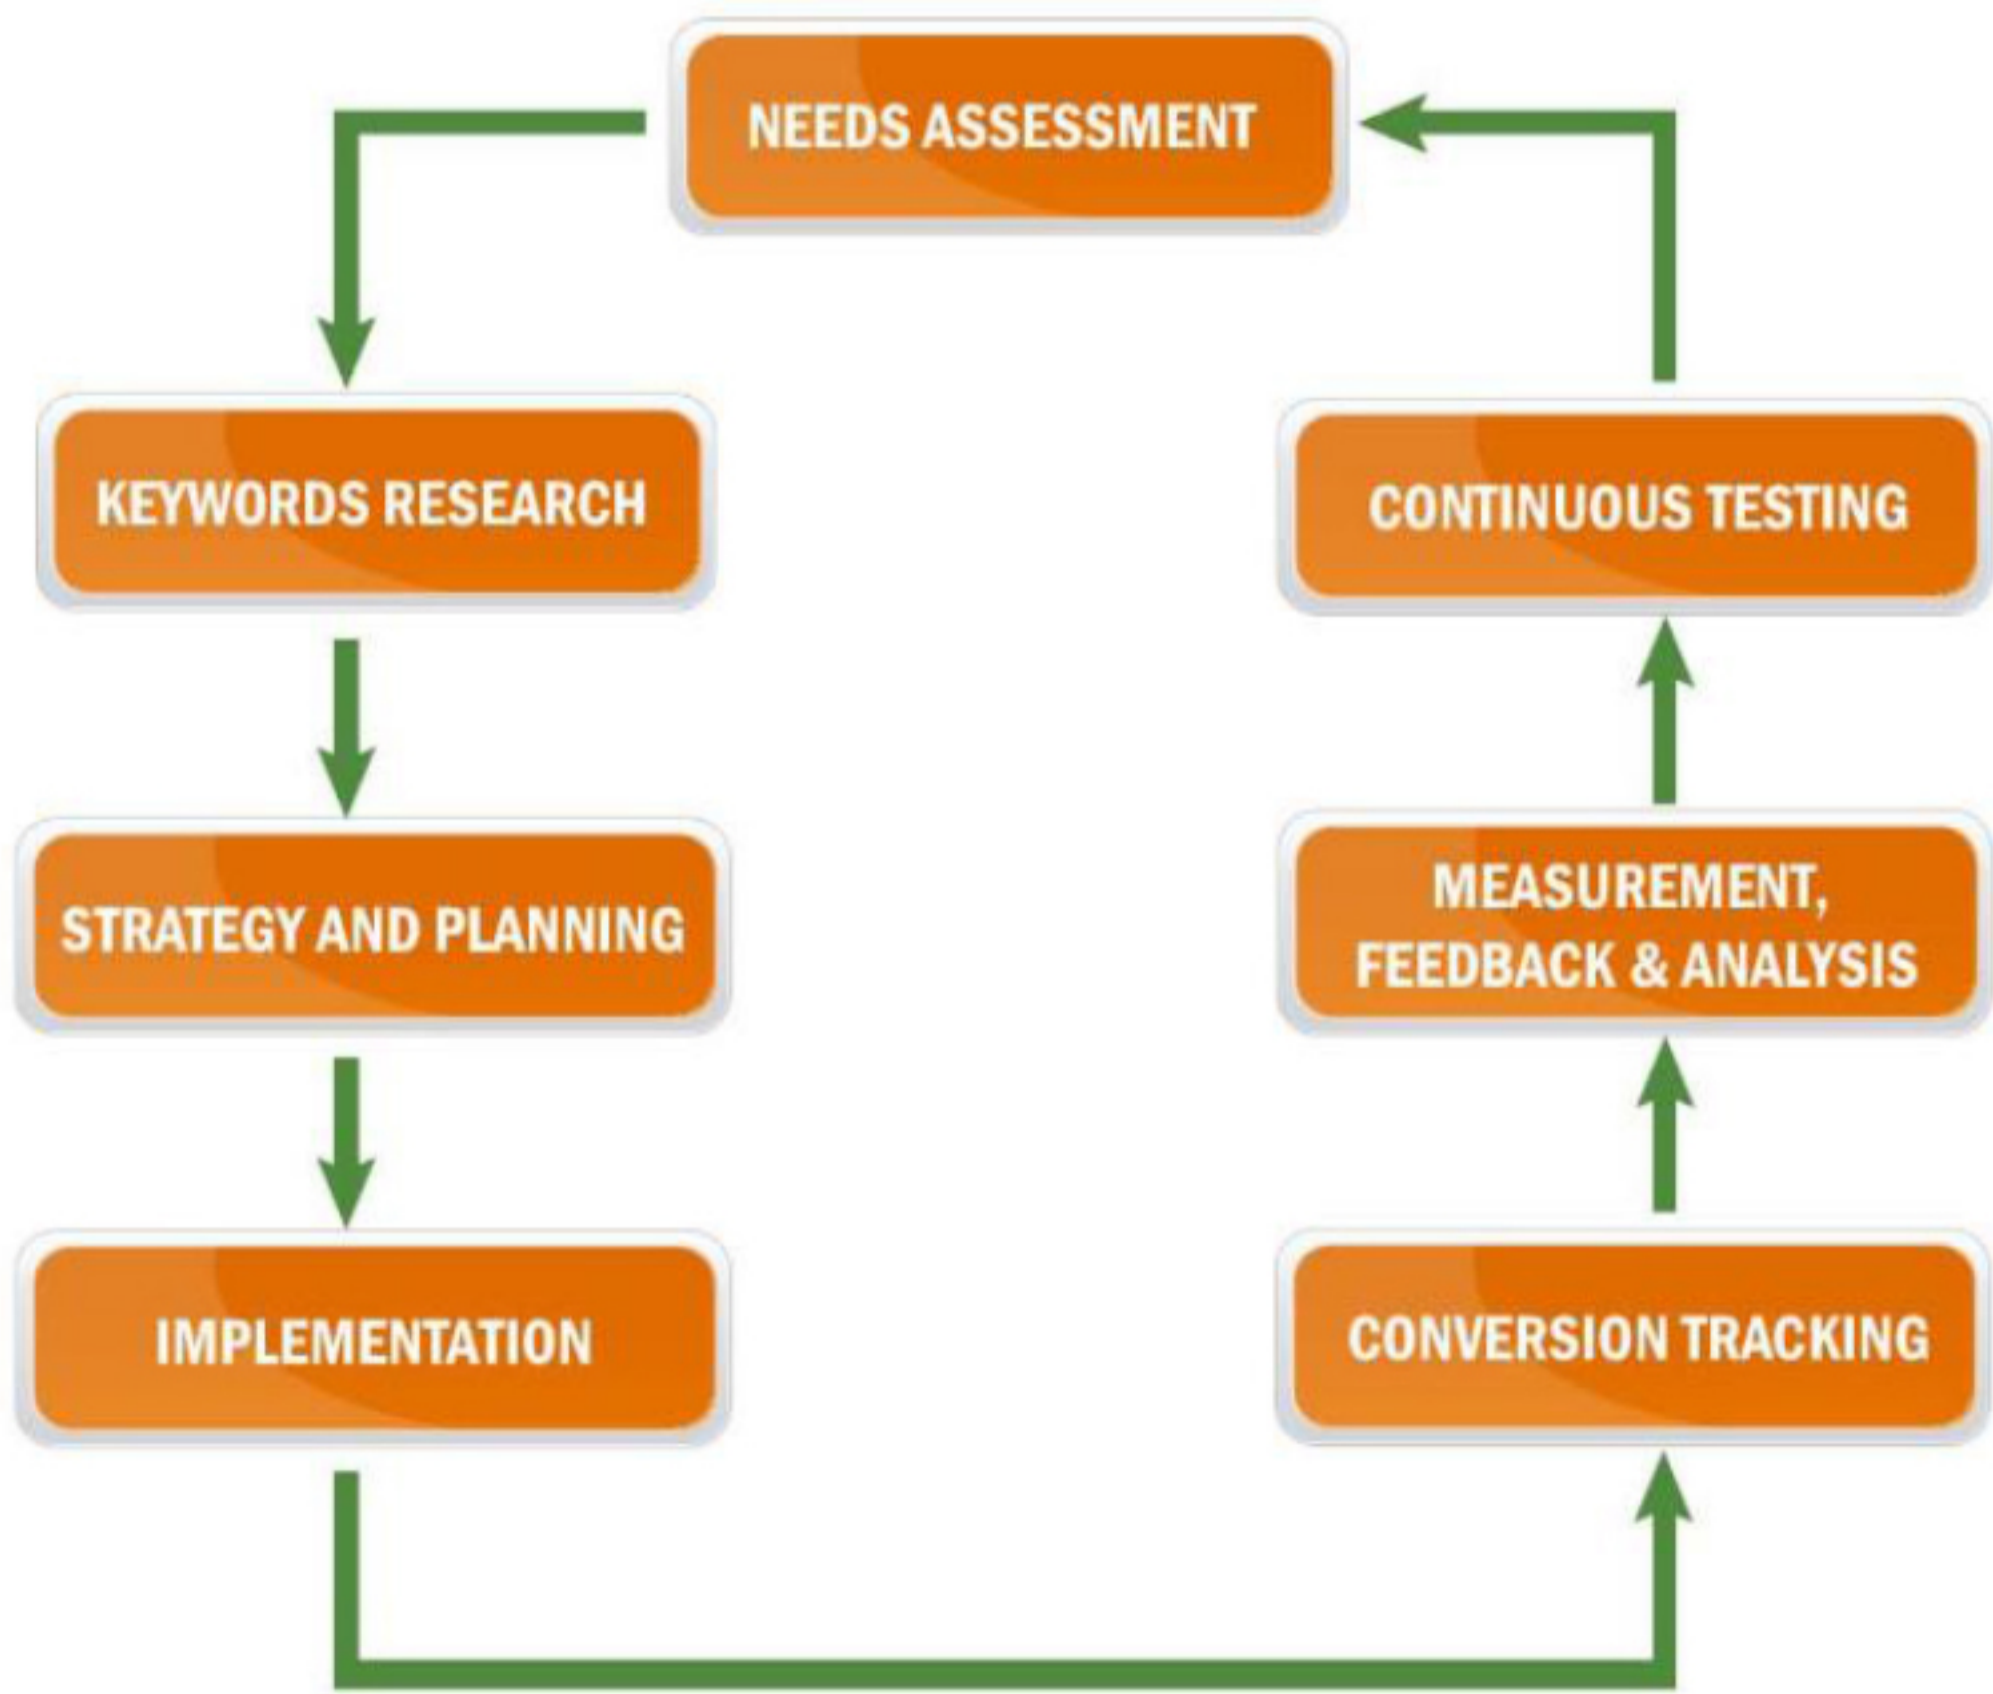 NEEDS ASSESSMENT
KEYWORDS RESEARCH
STRATEGY AND PLANNING
IMPLEMENTATION
CONVERSION TRACKING
MEASUREMENT,
FEEDBACK & ANALYSIS
CONTINUOUS TESTING